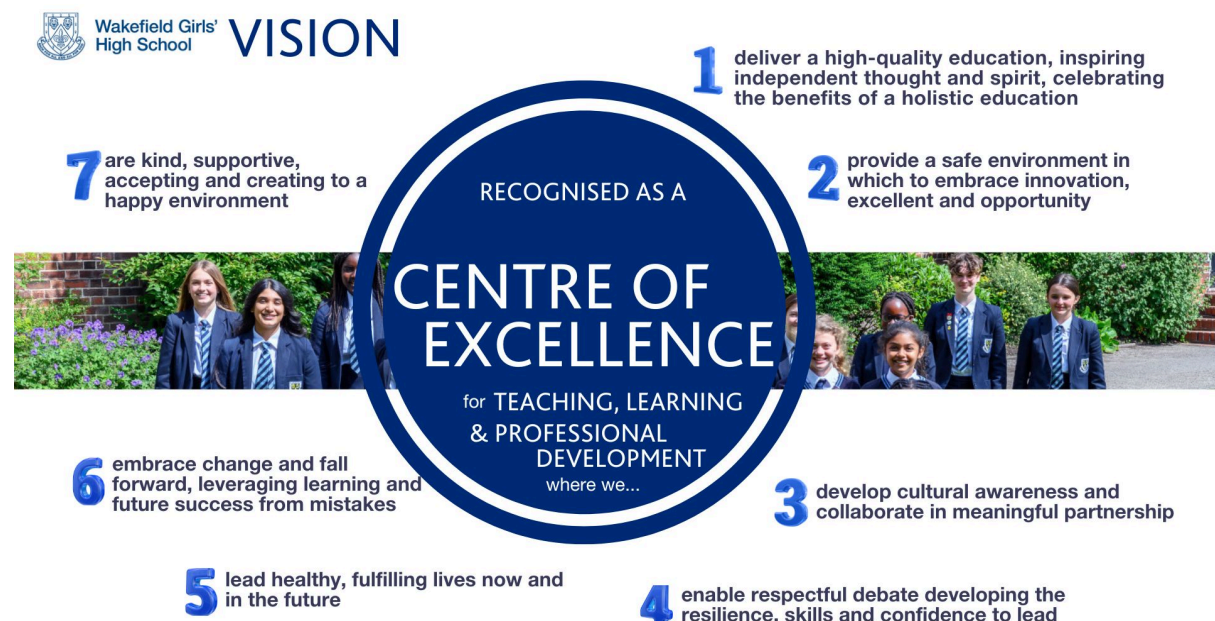 Wakefield Girls'
High School
VISION
RECOGNISED AS A
CENTRE OF
EXCELLENCE
for TEACHING, LEARNING
& PROFESSIONAL
DEVELOPMENT
where we...
1
deliver a high-quality education, inspiring
independent thought and spirit, celebrating
the benefits of a holistic education
2
provide a safe environment in
which to embrace innovation,
excellent and opportunity
3
develop cultural awareness and
collaborate in meaningful partnership
4
enable respectful debate developing the
resilience, skills and confidence to lead
5
lead healthy, fulfilling lives now and
in the future
6
embrace change and fall
forward, leveraging learning and
future success from mistakes
7
are kind, supportive,
accepting and creating to a
happy environment